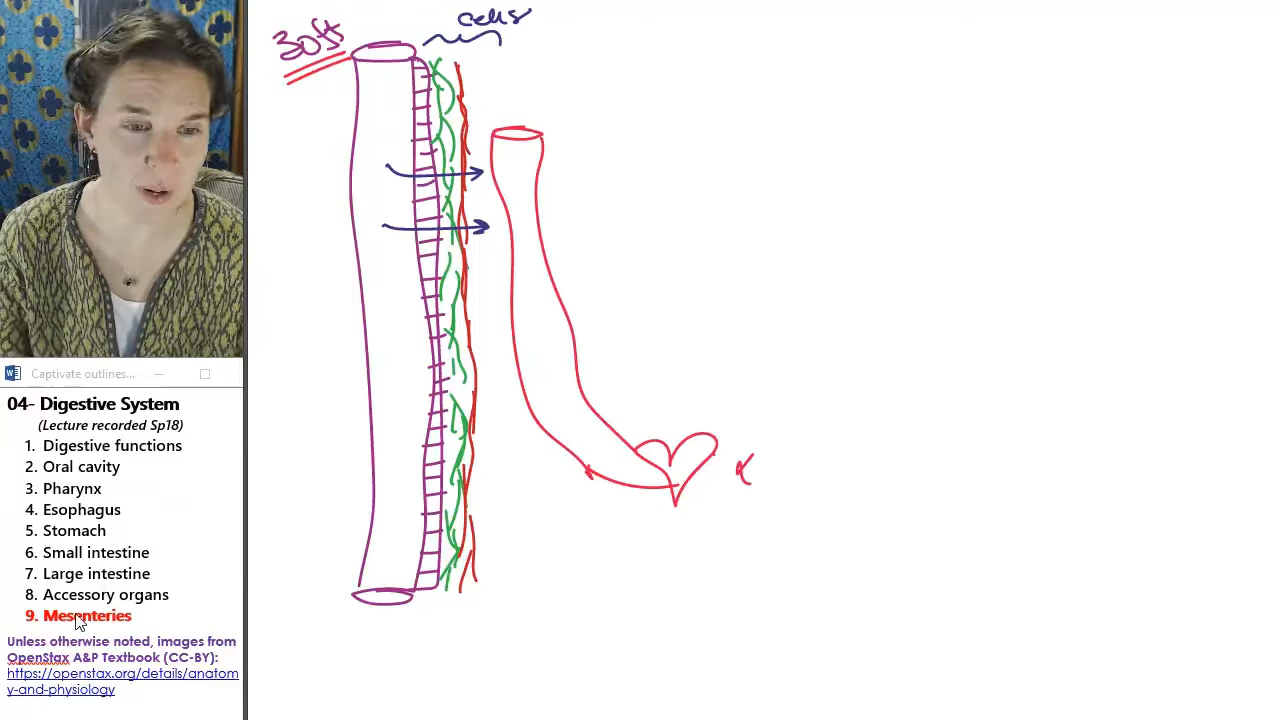 30ft
cells
Captivate outlines...
04- Digestive System
(Lecture recorded Sp18)
1. Digestive functions
2. Oral cavity
3. Pharynx
4. Esophagus
5. Stomach
6. Small intestine
7. Large intestine
8. Accessory organs
9. Mesenteries
Unless otherwise noted, images from
OpenStax A&P Textbook (CC-BY):
https://openstax.org/details/anatom
y-and-physiology